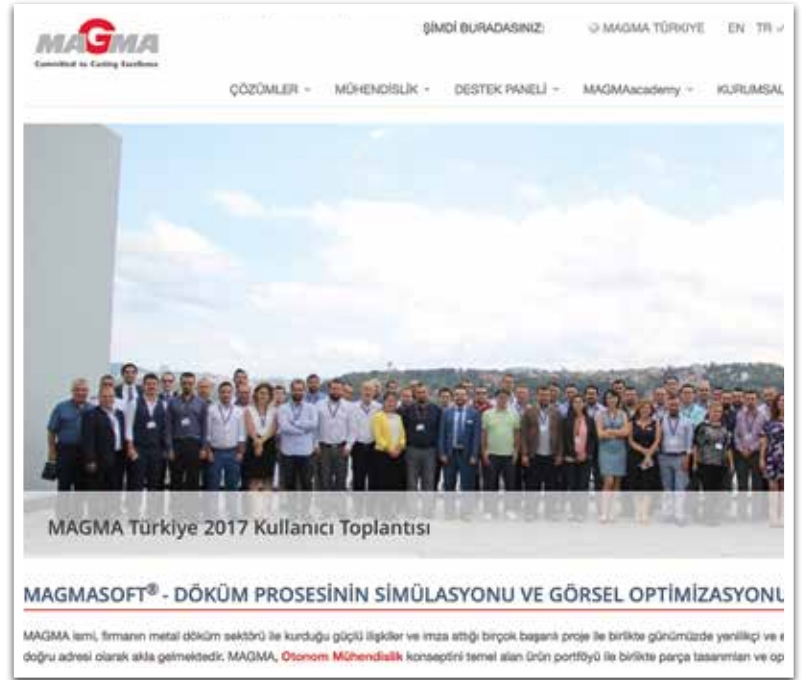 MAGMA
Committed to Casting Excellence
ŞİMDİ BURADASINIZ: MAGMA TÜRKİYE EN TR
ÇÖZÜMLER MÜHENDİSLİK DESTEK PANELİ MAGMAacademy KURUMSAL
MAGMA Türkiye 2017 Kullanıcı Toplantısı
MAGMASOFT® - DÖKÜM PROSESİNİN SİMÜLASYONU VE GÖRSEL OPTİMİZASYONU
MAGMA ismi, firmanın metal döküm sektörü ile kurduğu güçlü ilişkiler ve imza attığı birçok başarılı proje ile birlikte günümüzde yenilikçi ve e
doğru adresi olarak akla gelmektedir. MAGMA, Otonom Mühendislik konseptini temel alan ürün portföyü ile birlikte parça tasarımları ve op